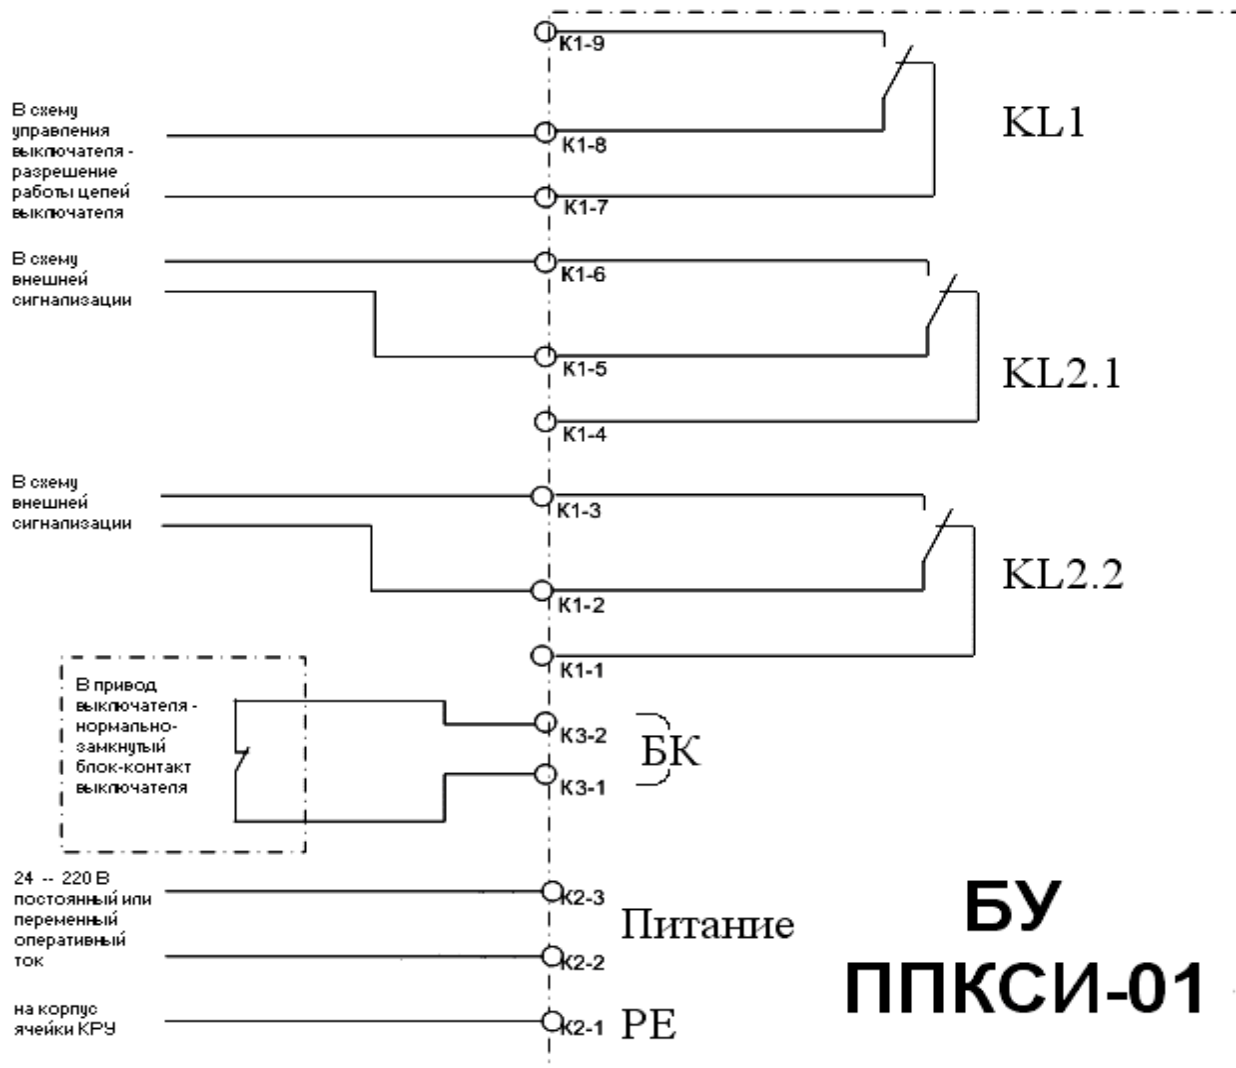 К1-9
KL1
В схему
управления
выключателя -
разрешение
работы цепей
выключателя
К1-8
К1-7
В схему
внешней
сигнализации
К1-6
К1-5
KL2.1
К1-4
В схему
внешней
сигнализации
К1-3
KL2.2
К1-2
К1-1
В привод
выключателя -
нормально-
замкнутый
блок-контакт
выключателя
К3-2
БК
К3-1
24 -- 220 В
постоянный или
переменный
оперативный
ток
К2-3
Питание
К2-2
БУ
ППКСИ-01
на корпус
ячейки КРУ
К2-1
PE